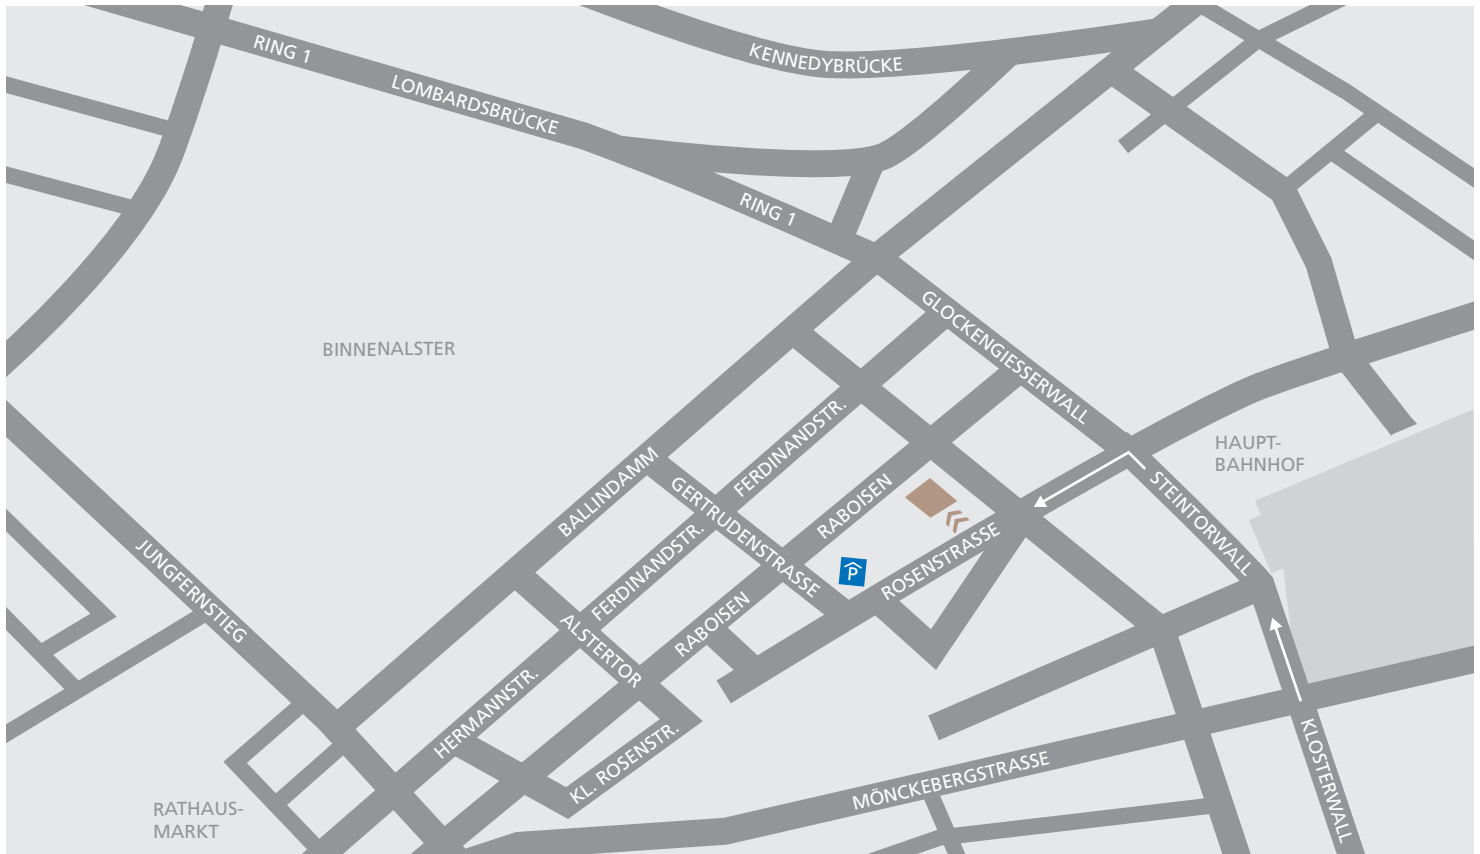 RING 1
KENNEDYBRÜCKE
LOMBARDSBRÜCKE
RING 1
GLOCKENGIESSERWALL
BINNENALSTER
FERDINANDSTR.
HAUPT-
BAHNHOF
BALLINDAMM
GERTRUDENSTRASSE
RABOISEN
STEINTORWALL
FERDINANDSTR.
P
ROSENSTRASSE
JUNGFERNSTIEG
ALSTERTOR
RABOISEN
HERMANNSTR.
KL. ROSENSTR.
MÖNCKEBERGSTRASSE
KLOSTERWALL
RATHAUS-
MARKT